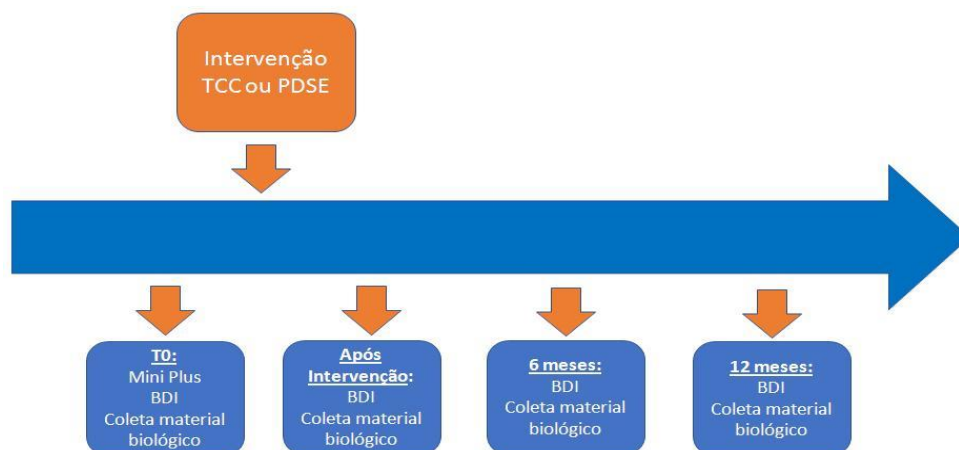 Intervenção
TCC ou PDSE
T0:
Mini Plus
BDI
Coleta material
biológico
Após
Intervenção:
BDI
Coleta material
biológico
6 meses:
BDI
Coleta material
biológico
12 meses:
BDI
Coleta material
biológico